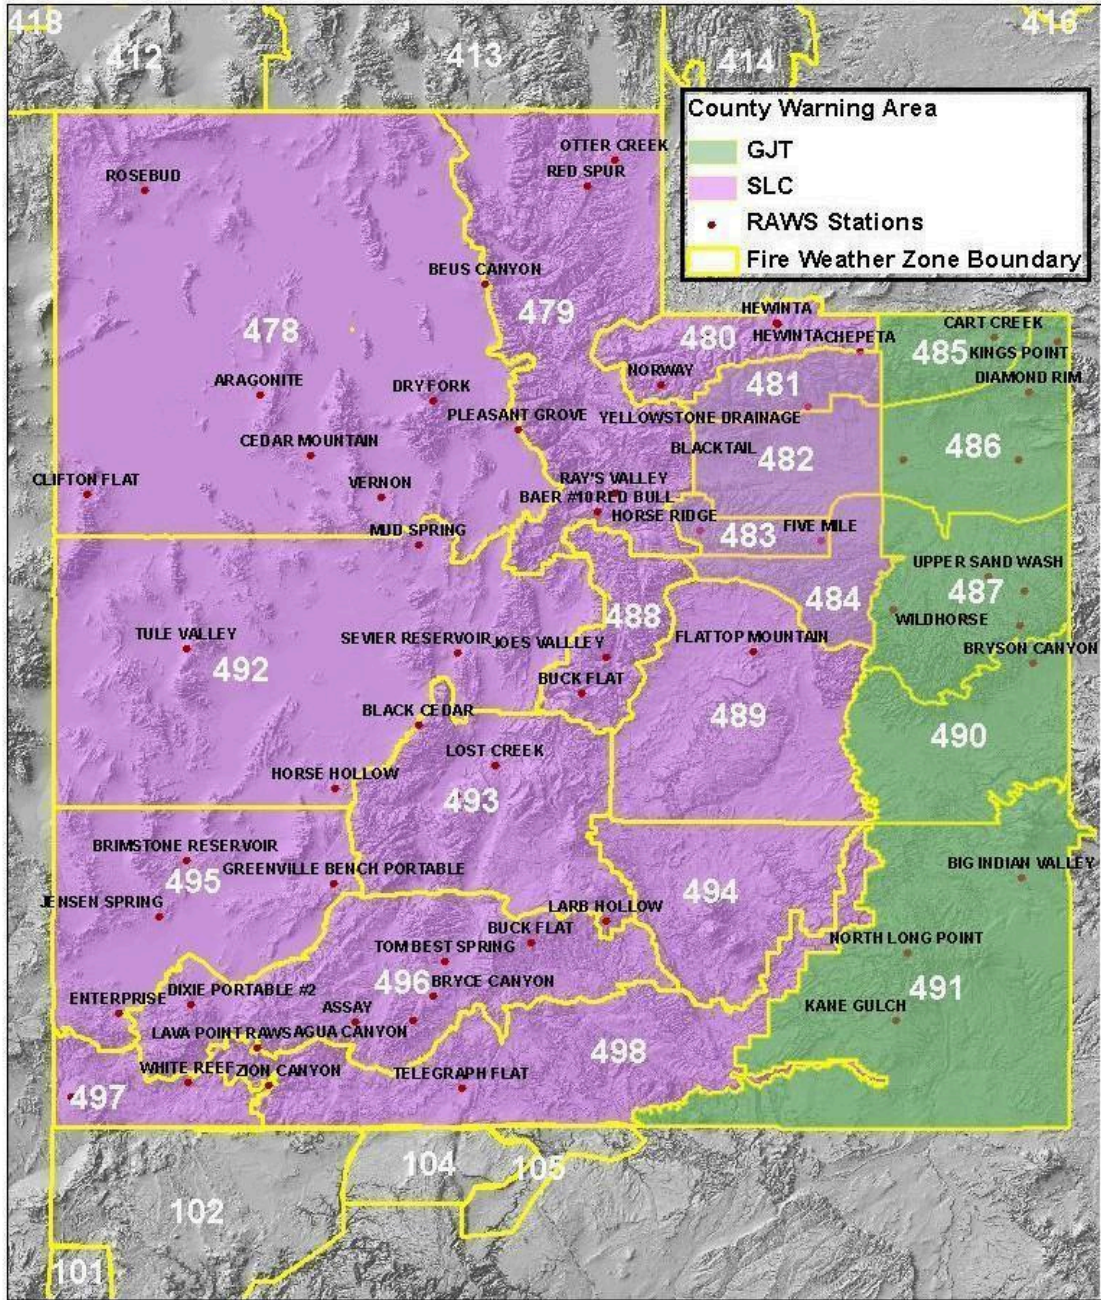 418
412
413
414
416
County Warning Area
GJT
SLC
RAWS Stations
Fire Weather Zone Boundary
OTTER CREEK
RED SPUR
ROSEBUD
BEUS CANYON
479
478
HEWINTA
480
HEWINTA
CHEPETA
CART CREEK
485
KINGS POINT
DIAMOND RIM
NORWAY
481
ARAGONITE
DRY FORK
PLEASANT GROVE
YELLOWSTONE DRAINAGE
CEDAR MOUNTAIN
BLACKTAIL
482
486
CLIFTON FLAT
VERNON
RAY'S VALLEY
BAER #10
RED BULL
HORSE RIDGE
MUD SPRING
483
FIVE MILE
UPPER SAND WASH
487
484
488
WILDHORSE
TULE VALLEY
SEVIER RESERVOIR
JOES VALLLEY
FLATTOP MOUNTAIN
BRYSON CANYON
492
BUCK FLAT
BLACK CEDAR
489
490
LOST CREEK
HORSE HOLLOW
493
BRIMSTONE RESERVOIR
GREENVILLE BENCH PORTABLE
BIG INDIAN VALLEY
495
494
JENSEN SPRING
LARB HOLLOW
BUCK FLAT
TOM BEST SPRING
NORTH LONG POINT
496
BRYCE CANYON
491
ENTERPRISE
DIXIE PORTABLE #2
ASSAY
KANE GULCH
LAVA POINT RAWS
AGUA CANYON
498
WHITE REEF
ZION CANYON
TELEGRAPH FLAT
497
104
105
102
101